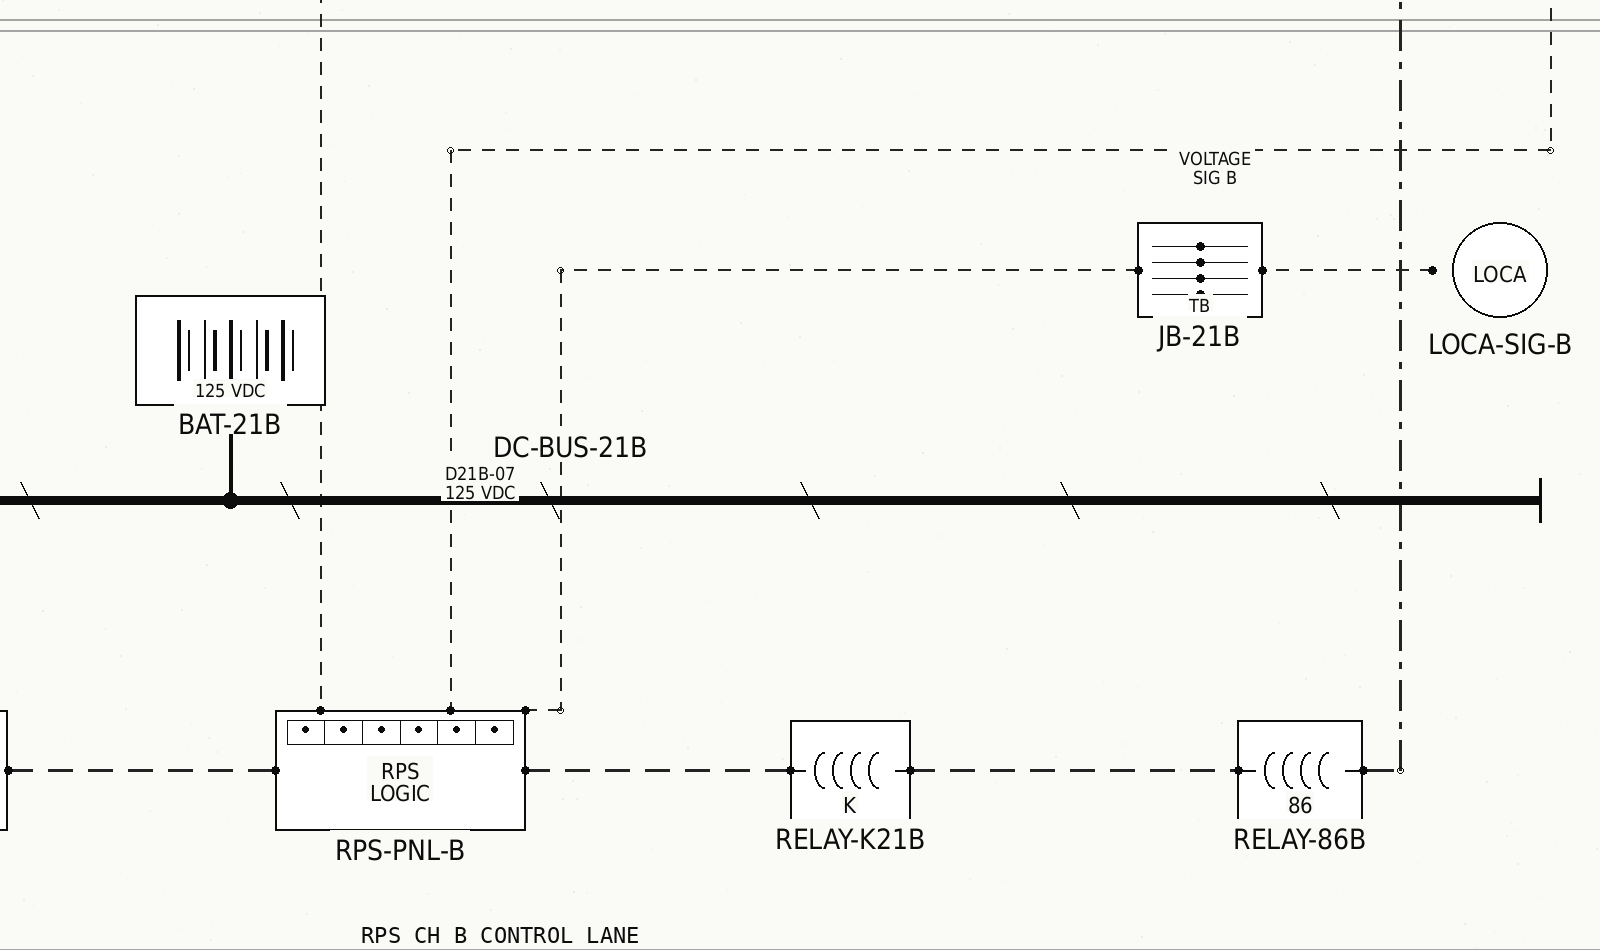 VOLTAGE
SIG B
LOCA
TB
JB-21B
LOCA-SIG-B
125 VDC
BAT-21B
DC-BUS-21B
D21B-07
125 VDC
RPS
LOGIC
RPS-PNL-B
K
RELAY-K21B
86
RELAY-86B
RPS CH B CONTROL LANE